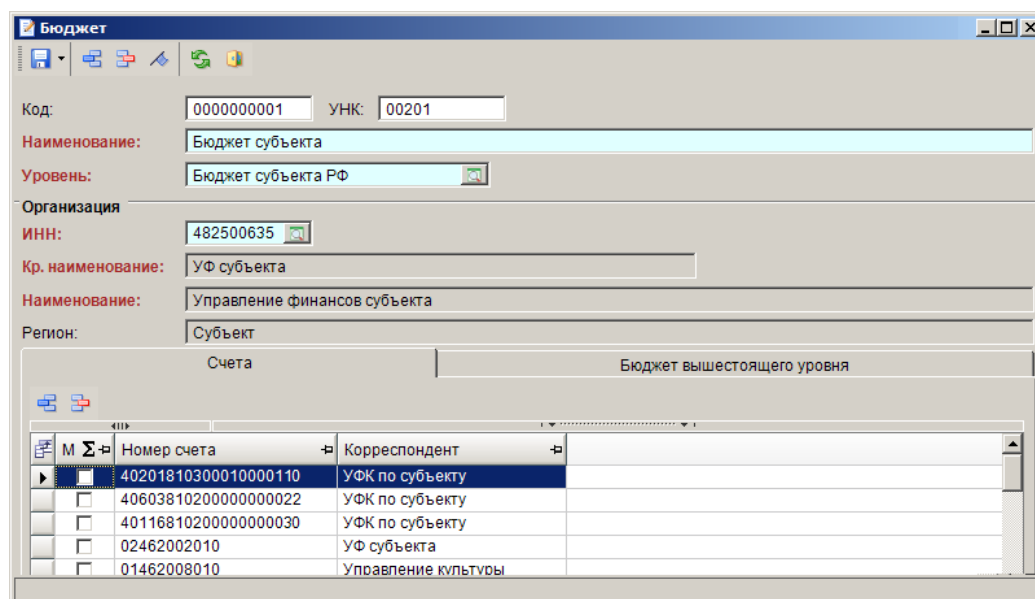 Бюджет
Код: 0000000001 УНК: 00201
Наименование: Бюджет субъекта
Уровень: Бюджет субъекта РФ
Организация
ИНН: 482500635
Кр. наименование: УФ субъекта
Наименование: Управление финансов субъекта
Регион: Субъект
Счета Бюджет вышестоящего уровня
М Σ Номер счета Корреспондент
40201810300010000110 УФК по субъекту
40603810200000000022 УФК по субъекту
40116810200000000030 УФК по субъекту
02462002010 УФ субъекта
01462008010 Управление культуры